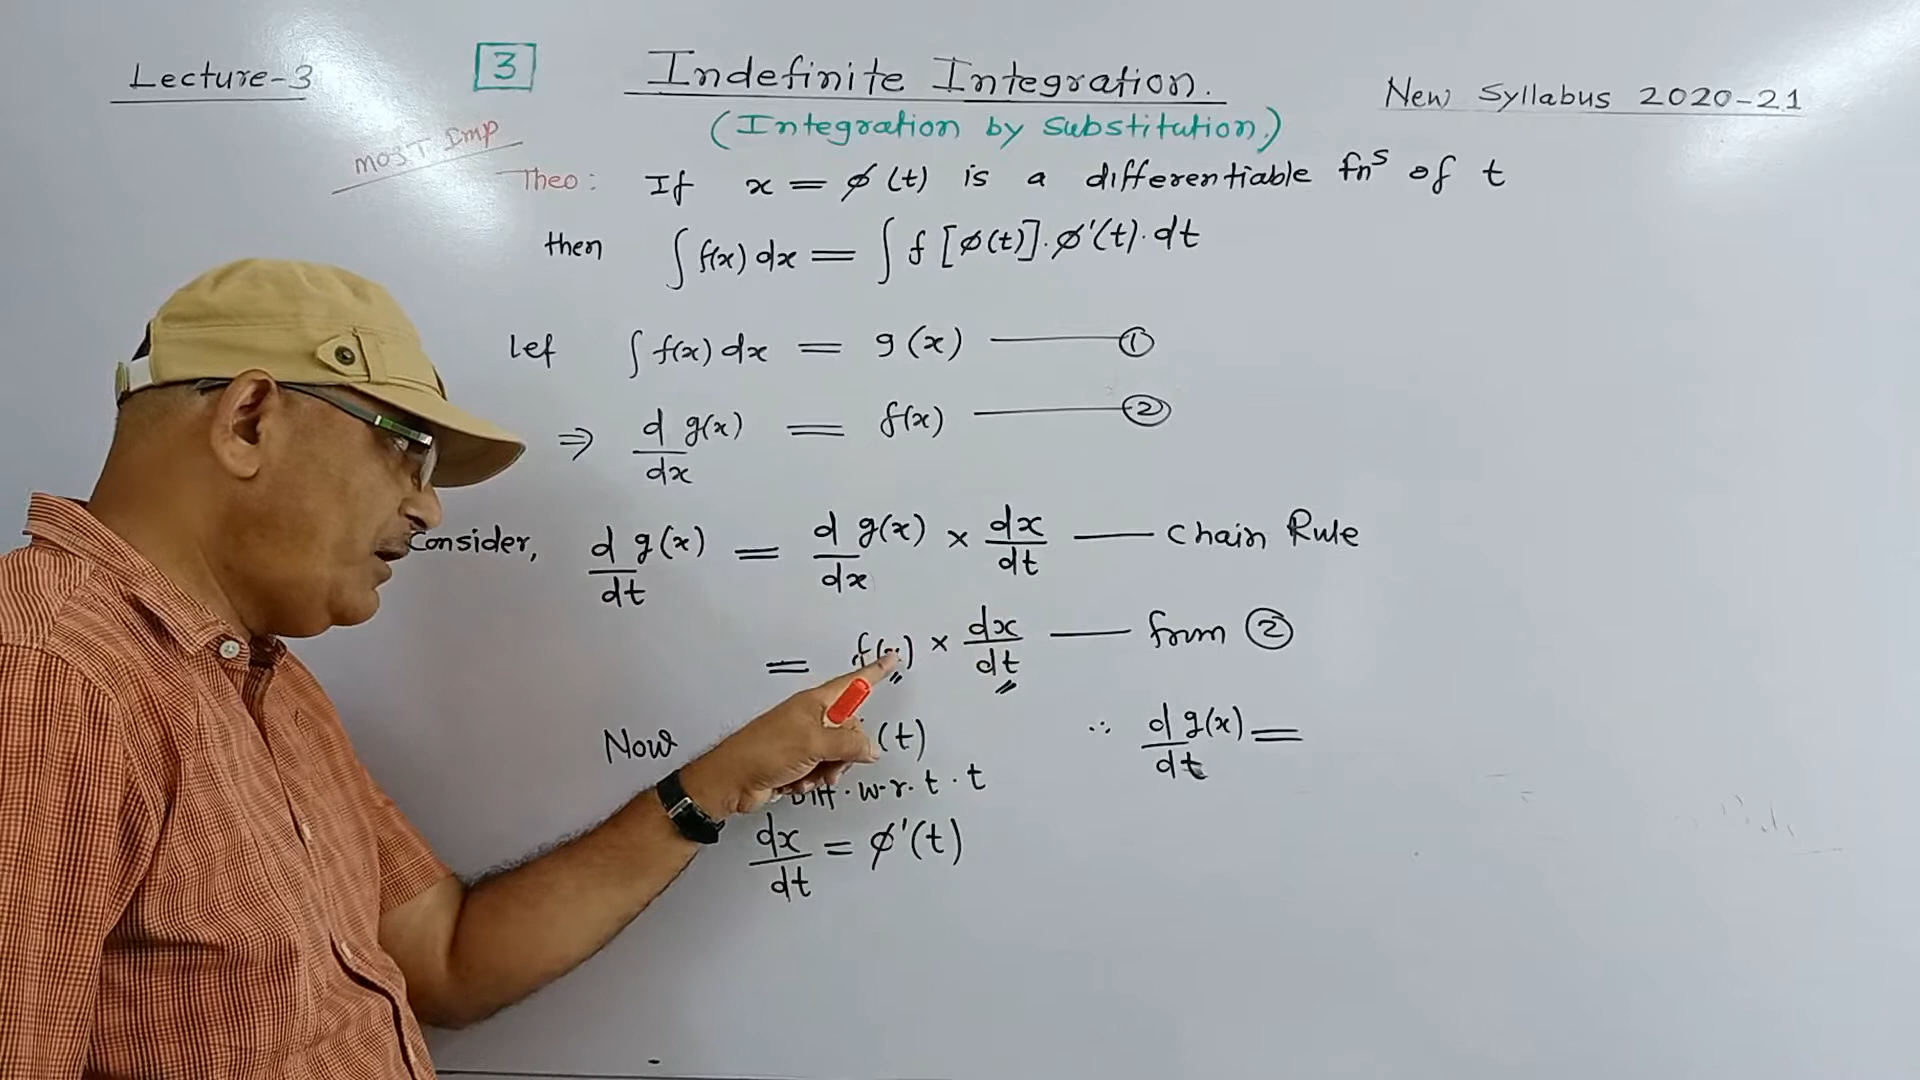 Lecture-3
3
Indefinite Integration.
New Syllabus 2020-21
(Integration by substitution.)
MOST Imp
Theo: If x = ϕ(t) is a differentiable fnˢ of t
then ∫ f(x) dx = ∫ f [ϕ(t)]. ϕ'(t). dt
Let ∫ f(x) dx = g(x) —— ①
⇒ d/dx g(x) = f(x) —— ②
Consider, d/dt g(x) = d/dx g(x) × dx/dt —— Chain Rule
= f(x) × dx/dt —— from ②
Now (t) ∴ d/dt g(x) =
Diff. w.r.t.t
dx/dt = ϕ'(t)